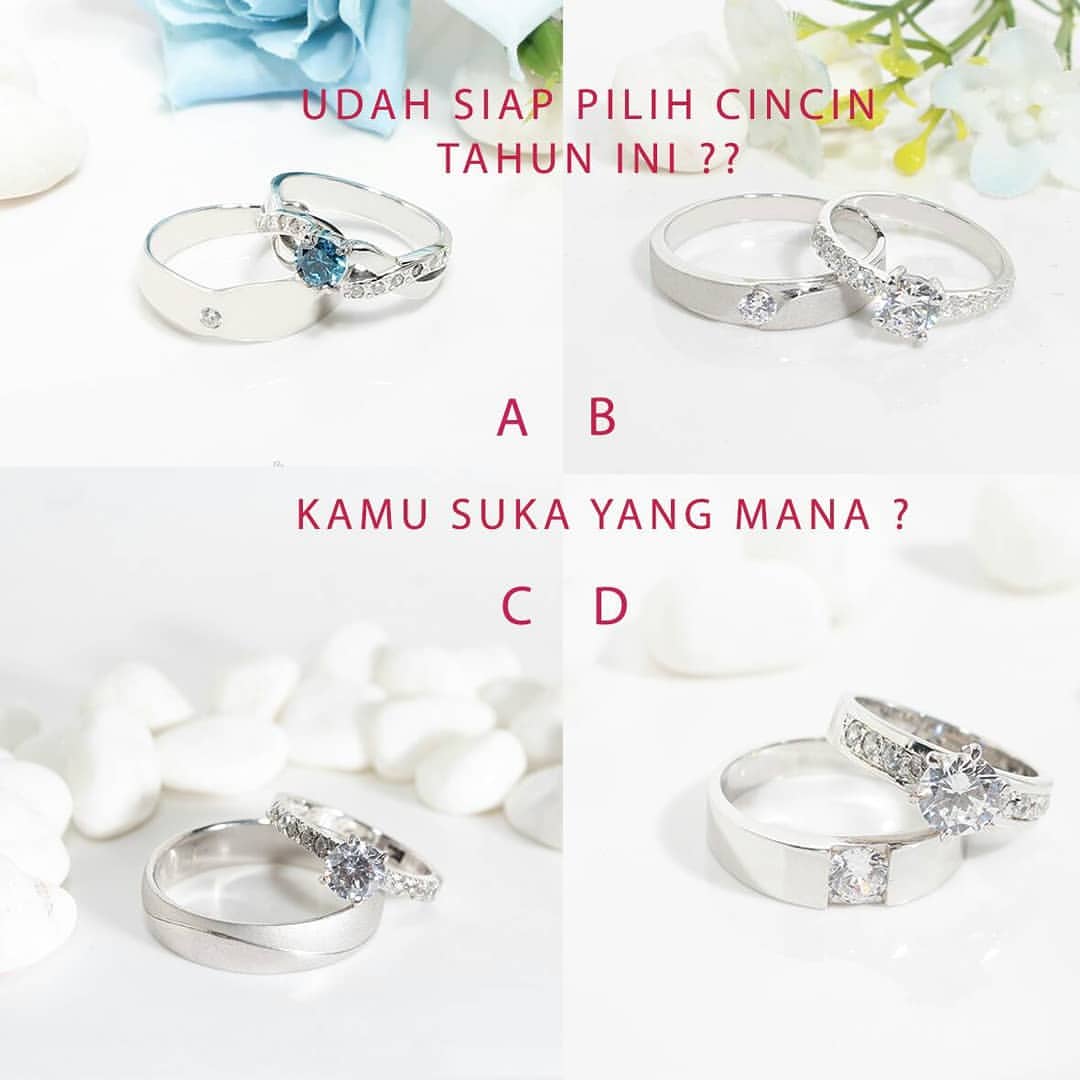 UDAH SIAP PILIH CINCIN
TAHUN INI ??
A B
KAMU SUKA YANG MANA ?
C D